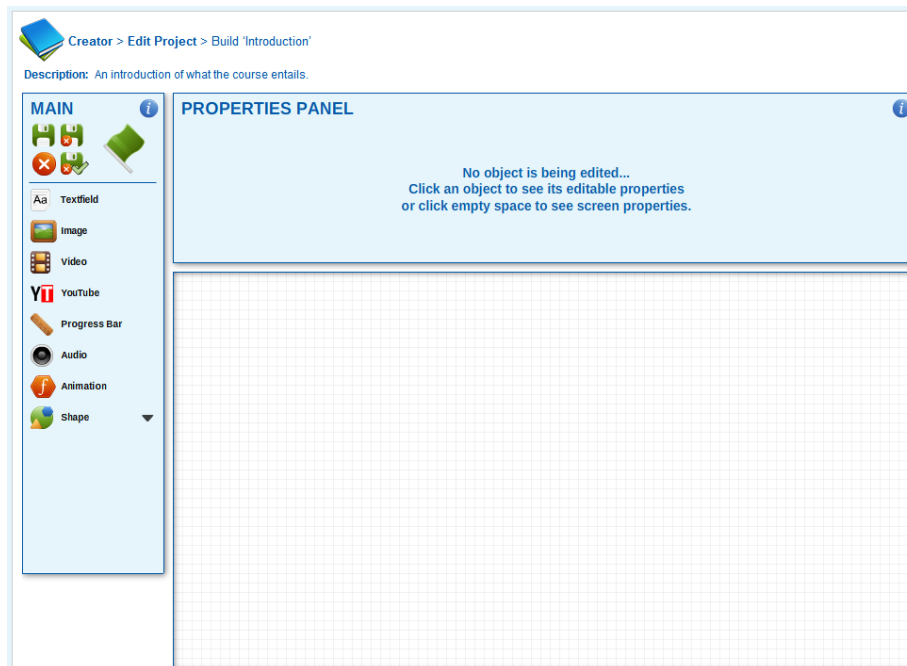 Creator > Edit Project > Build 'Introduction'
Description: An introduction of what the course entails.
MAIN
i
Aa Textfield
Image
Video
YT YouTube
Progress Bar
Audio
f Animation
Shape
PROPERTIES PANEL
i
No object is being edited...
Click an object to see its editable properties
or click empty space to see screen properties.